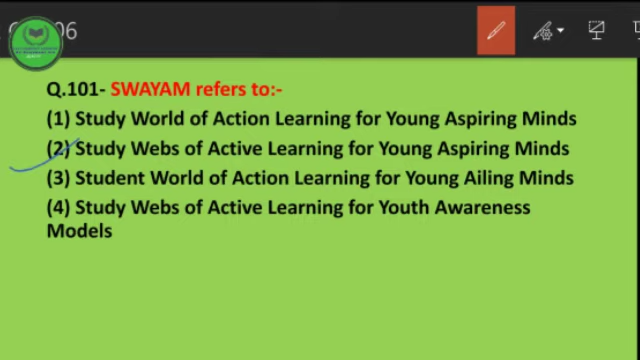 06
Q.101- SWAYAM refers to:-
(1) Study World of Action Learning for Young Aspiring Minds
(2) Study Webs of Active Learning for Young Aspiring Minds
(3) Student World of Action Learning for Young Ailing Minds
(4) Study Webs of Active Learning for Youth Awareness
Models